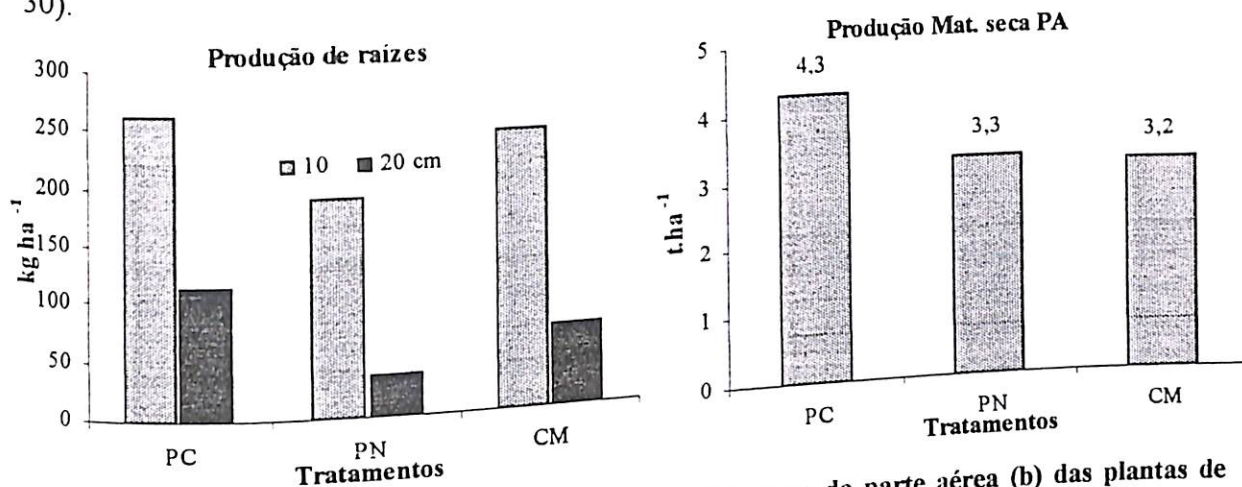 30).
Produção de raízes
300
250
200
150
100
50
0
kg ha -1
10 20 cm
PC PN CM
Tratamentos
Produção Mat. seca PA
5
4
3
2
1
0
t.ha -1
4,3 3,3 3,2
PC PN CM
Tratamentos
parte aérea (b) das plantas de